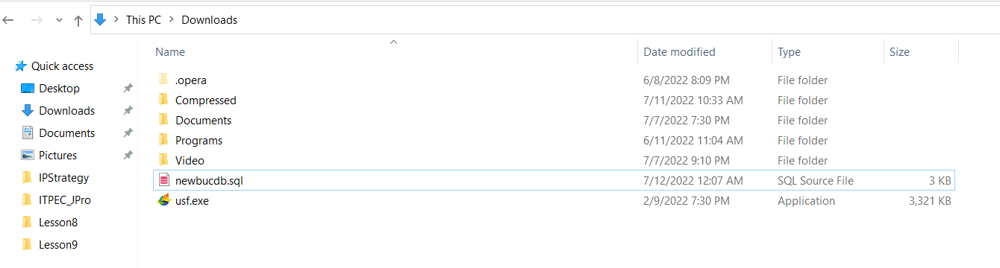 This PC > Downloads
Name Date modified Type Size
Quick access
Desktop
Downloads
Documents
Pictures
IPStrategy
ITPEC_JPro
Lesson8
Lesson9
.opera 6/8/2022 8:09 PM File folder
Compressed 7/11/2022 10:33 AM File folder
Documents 7/7/2022 7:30 PM File folder
Programs 6/11/2022 11:04 AM File folder
Video 7/7/2022 9:10 PM File folder
newbucdb.sql 7/12/2022 12:07 AM SQL Source File 3 KB
usf.exe 2/9/2022 7:30 PM Application 3,321 KB